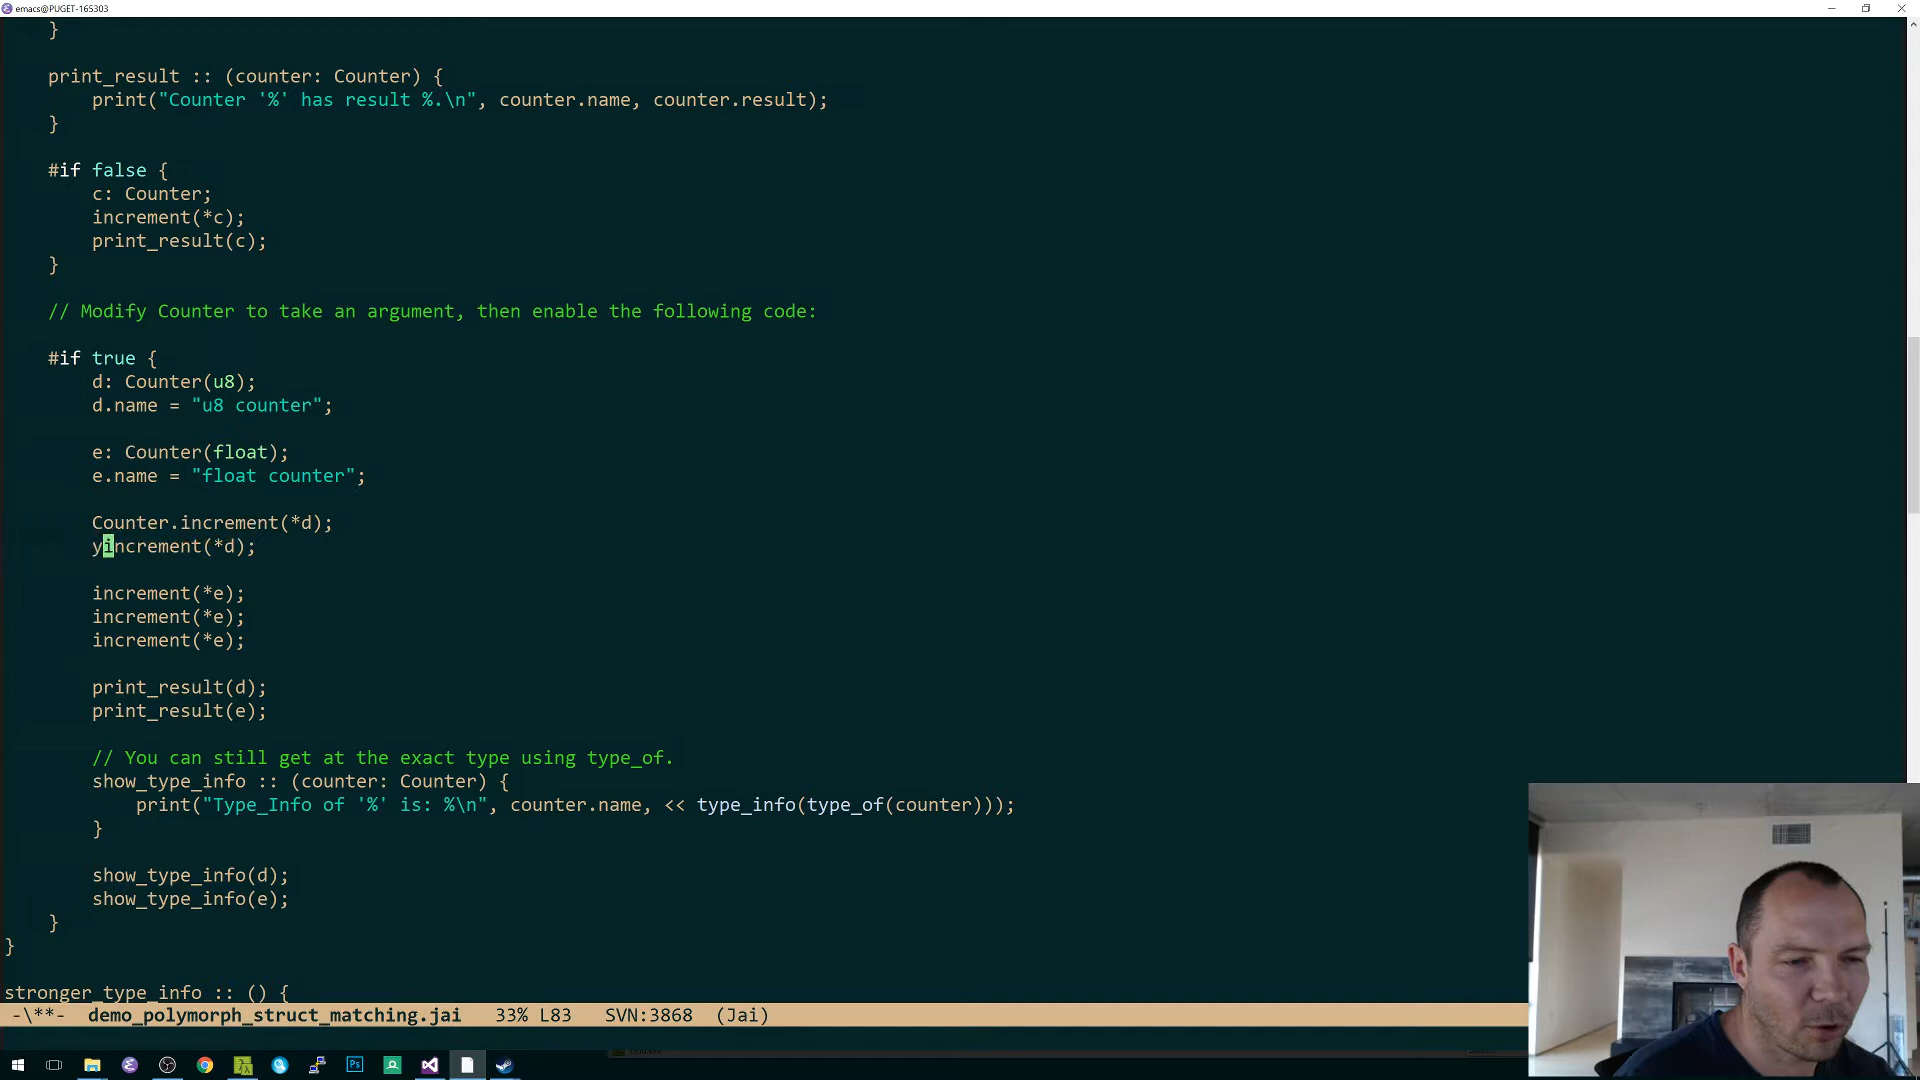 emacs@PUGET-165303
}
print_result :: (counter: Counter) {
print("Counter '%' has result %.\n", counter.name, counter.result);
}
#if false {
c: Counter;
increment(*c);
print_result(c);
}
// Modify Counter to take an argument, then enable the following code:
#if true {
d: Counter(u8);
d.name = "u8 counter";
e: Counter(float);
e.name = "float counter";
Counter.increment(*d);
yincrement(*d);
increment(*e);
increment(*e);
increment(*e);
print_result(d);
print_result(e);
// You can still get at the exact type using type_of.
show_type_info :: (counter: Counter) {
print("Type_Info of '%' is: %\n", counter.name, << type_info(type_of(counter)));
}
show_type_info(d);
show_type_info(e);
}
}
stronger_type_info :: () {
-\**- demo_polymorph_struct_matching.jai 33% L83 SVN:3868 (Jai)
Ps